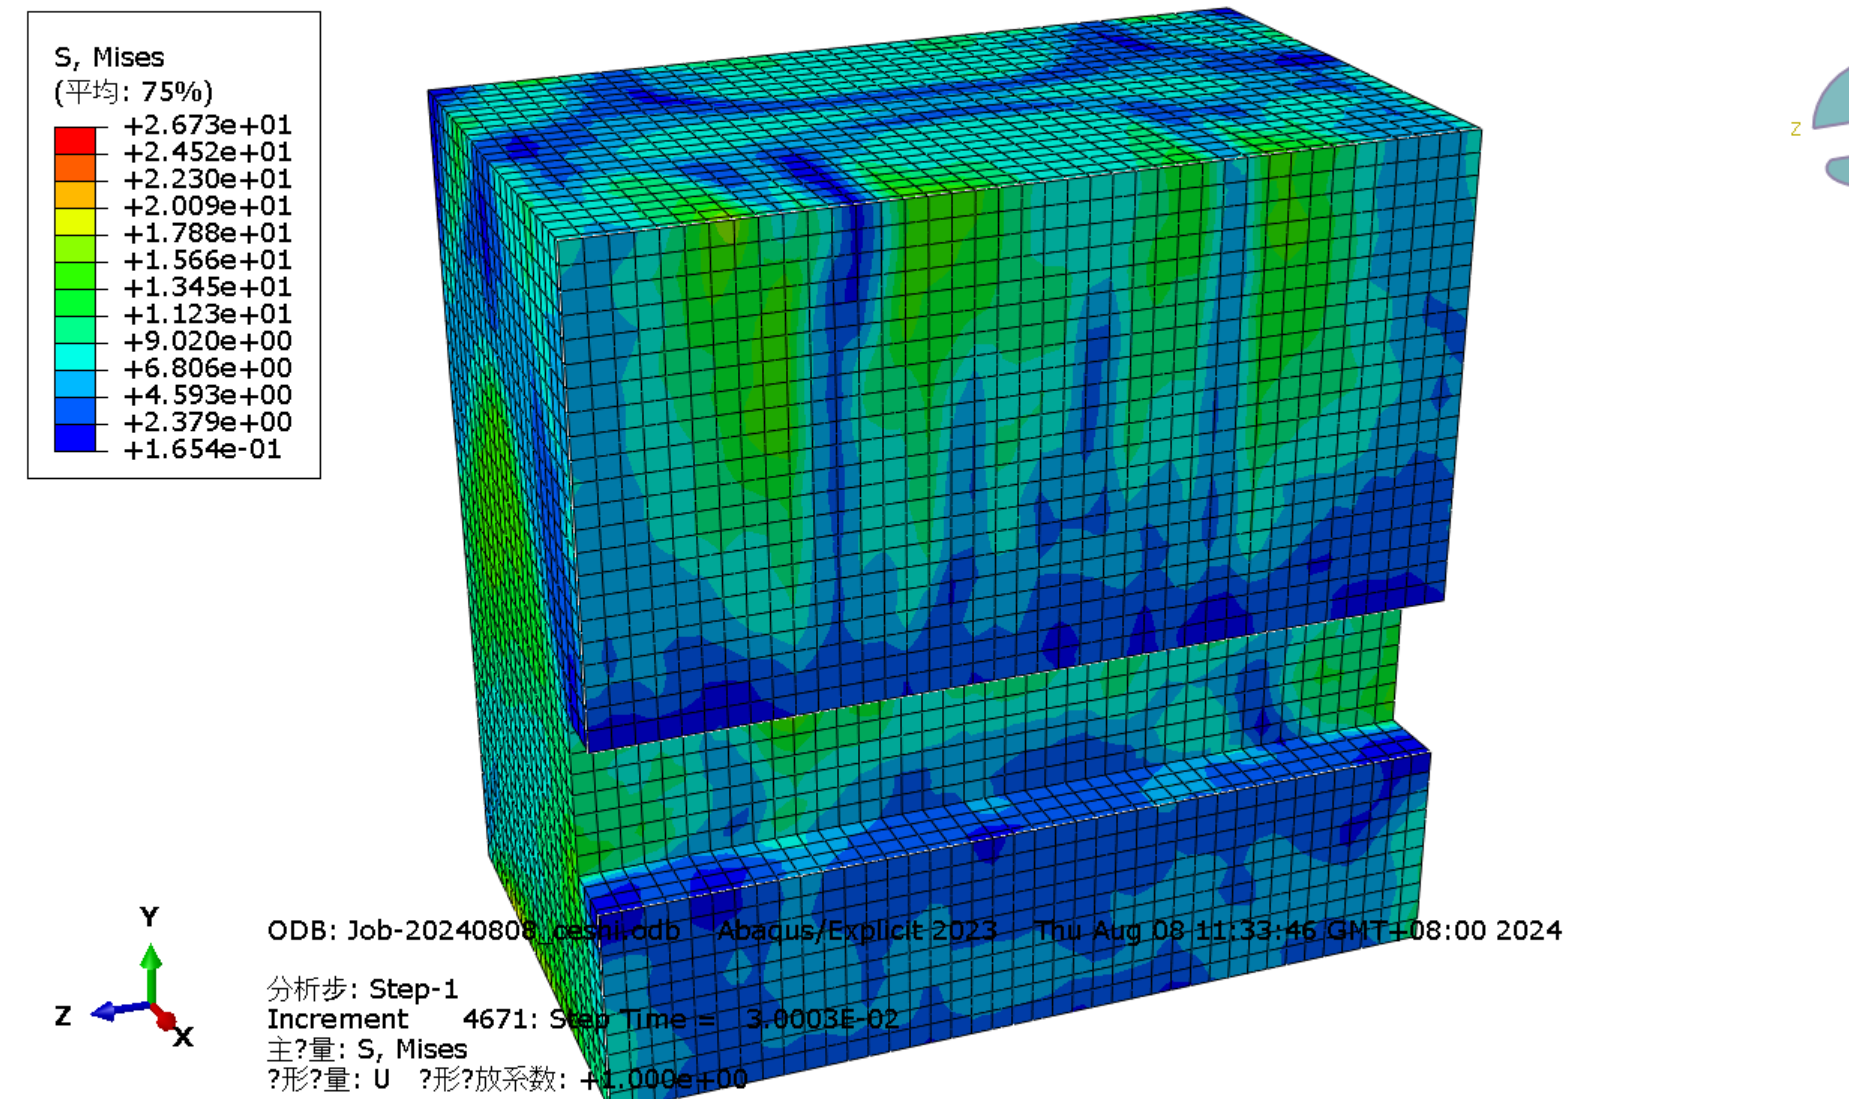 S, Mises
(平均: 75%)
+2.673e+01
+2.452e+01
+2.230e+01
+2.009e+01
+1.788e+01
+1.566e+01
+1.345e+01
+1.123e+01
+9.020e+00
+6.806e+00
+4.593e+00
+2.379e+00
+1.654e-01
Z
Y
Z
X
ODB: Job-20240808_ceshi.odb Abaqus/Explicit 2023 Thu Aug 08 11:33:46 GMT+08:00 2024
分析步: Step-1
Increment 4671: Step Time = 3.0003E-02
主?量: S, Mises
?形?量: U ?形?放系数: +1.000e+00